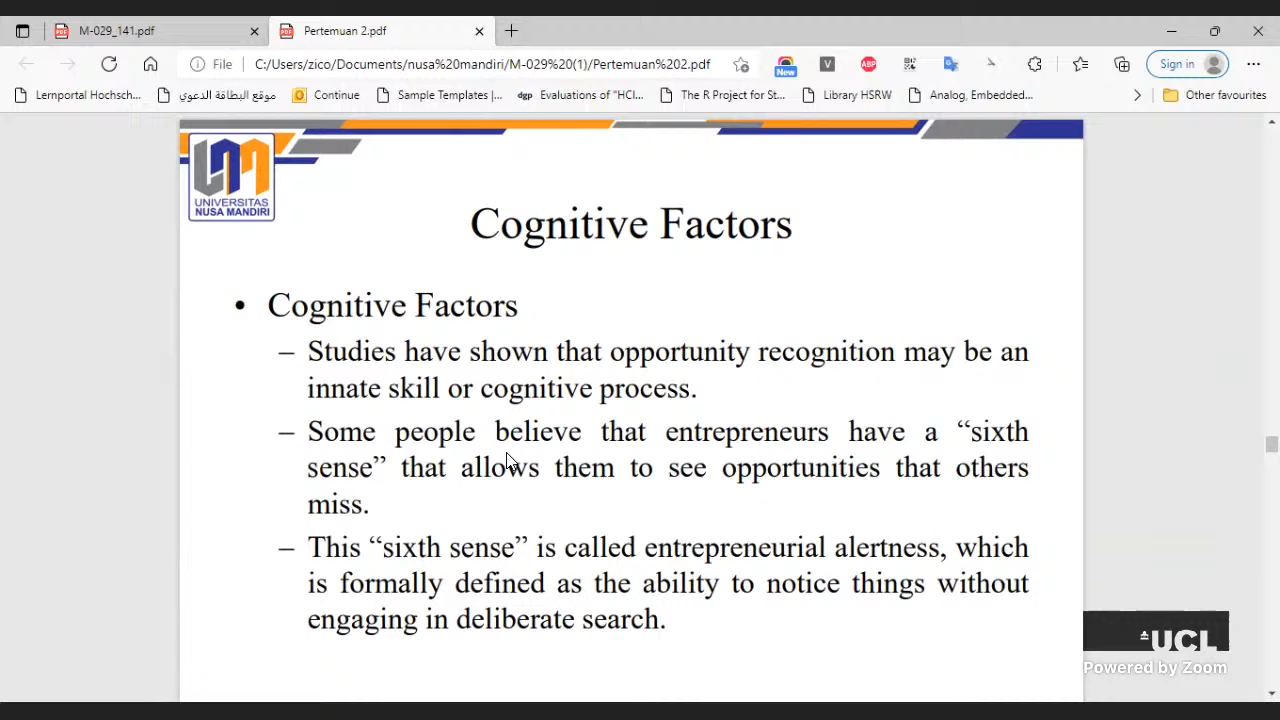 M-029_141.pdf
Pertemuan 2.pdf
File
C:/Users/zico/Documents/nusa%20mandiri/M-029%20(1)/Pertemuan%202.pdf
New
V
ABP
Sign in
Lernportal Hochsch...
موقع البطاقة الدعوي
Continue
Sample Templates |...
dgp Evaluations of "HCI...
The R Project for St...
Library HSRW
Analog, Embedded...
Other favourites
UNIVERSITAS
NUSA MANDIRI
Cognitive Factors
• Cognitive Factors
– Studies have shown that opportunity recognition may be an
innate skill or cognitive process.
– Some people believe that entrepreneurs have a “sixth
sense” that allows them to see opportunities that others
miss.
– This “sixth sense” is called entrepreneurial alertness, which
is formally defined as the ability to notice things without
engaging in deliberate search.
UCL
Powered by Zoom